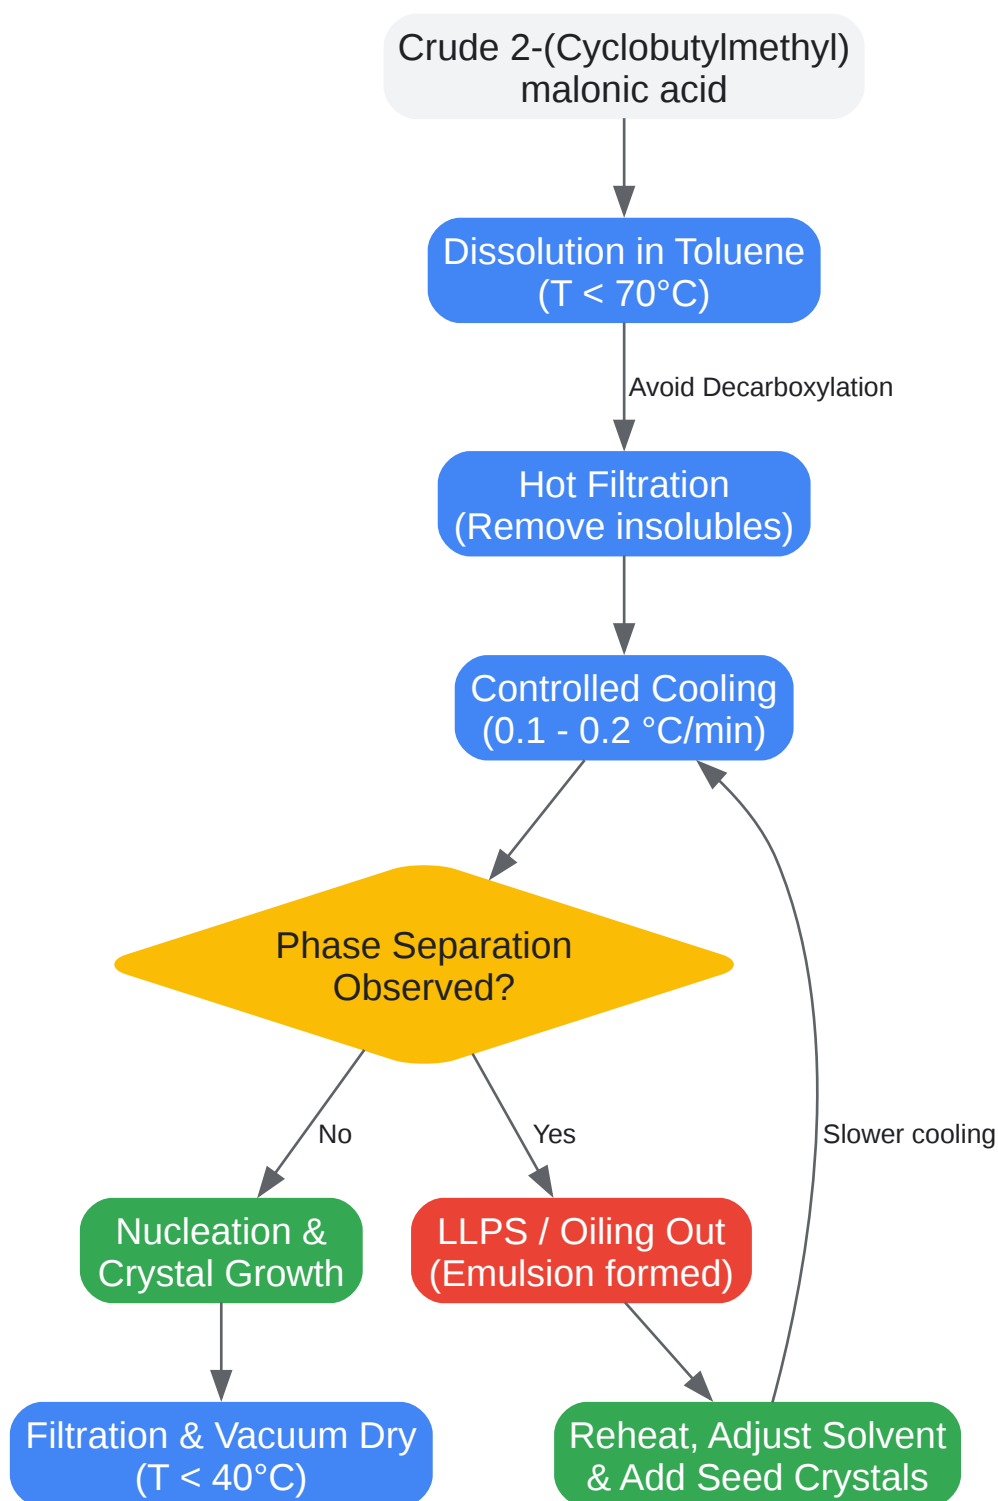 Crude 2-(Cyclobutylmethyl)
malonic acid
Dissolution in Toluene
(T < 70°C)
Avoid Decarboxylation
Hot Filtration
(Remove insolubles)
Controlled Cooling
(0.1 - 0.2 °C/min)
Phase Separation
Observed?
No
Yes
Slower cooling
Nucleation &
Crystal Growth
LLPS / Oiling Out
(Emulsion formed)
Filtration & Vacuum Dry
(T < 40°C)
Reheat, Adjust Solvent
& Add Seed Crystals